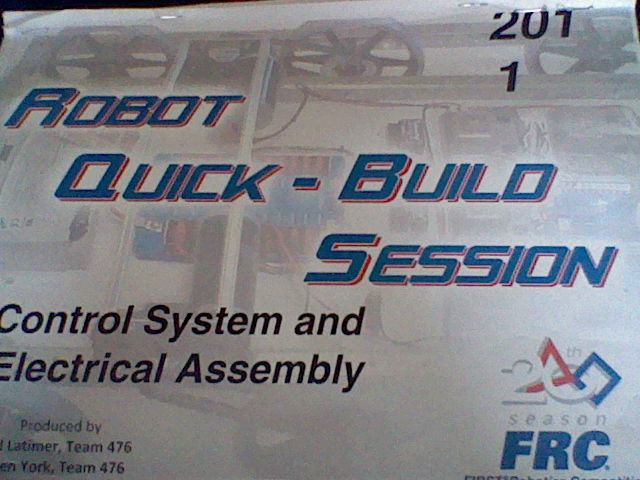 201
1
ROBOT
QUICK - BUILD
SESSION
Control System and
Electrical Assembly
20th
season
FRC
Produced by
Latimer, Team 476
York, Team 476